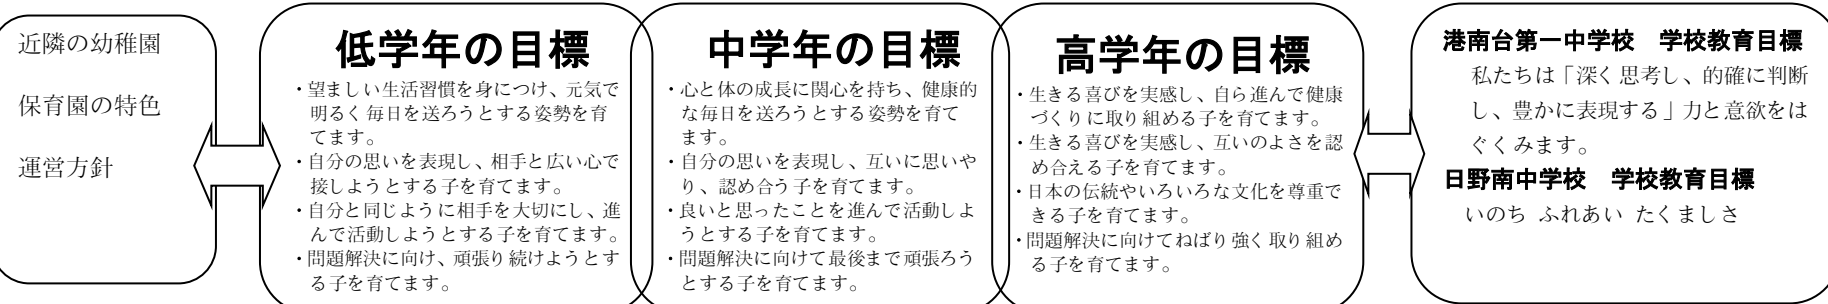 近隣の幼稚園
保育園の特色
運営方針
低学年の目標
・望ましい生活習慣を身につけ、元気で
明るく毎日を送ろうとする姿勢を育
てます。
・自分の思いを表現し、相手と広い心で
接しようとする子を育てます。
・自分と同じように相手を大切にし、進
んで活動しようとする子を育てます。
・問題解決に向け、頑張り続けようとす
る子を育てます。
中学年の目標
・心と体の成長に関心を持ち、健康的
な毎日を送ろうとする姿勢を育て
ます。
・自分の思いを表現し、互いに思いや
り、認め合う子を育てます。
・良いと思ったことを進んで活動しよ
うとする子を育てます。
・問題解決に向けて最後まで頑張ろう
とする子を育てます。
高学年の目標
・生きる喜びを実感し、自ら進んで健康
づくりに取り組める子を育てます。
・生きる喜びを実感し、互いのよさを認
め合える子を育てます。
・日本の伝統やいろいろな文化を尊重で
きる子を育てます。
・問題解決に向けてねばり強く取り組め
る子を育てます。
港南台第一中学校　学校教育目標
私たちは「深く思考し、的確に判断
し、豊かに表現する」力と意欲をは
ぐくみます。
日野南中学校　学校教育目標
いのち ふれあい たくましさ